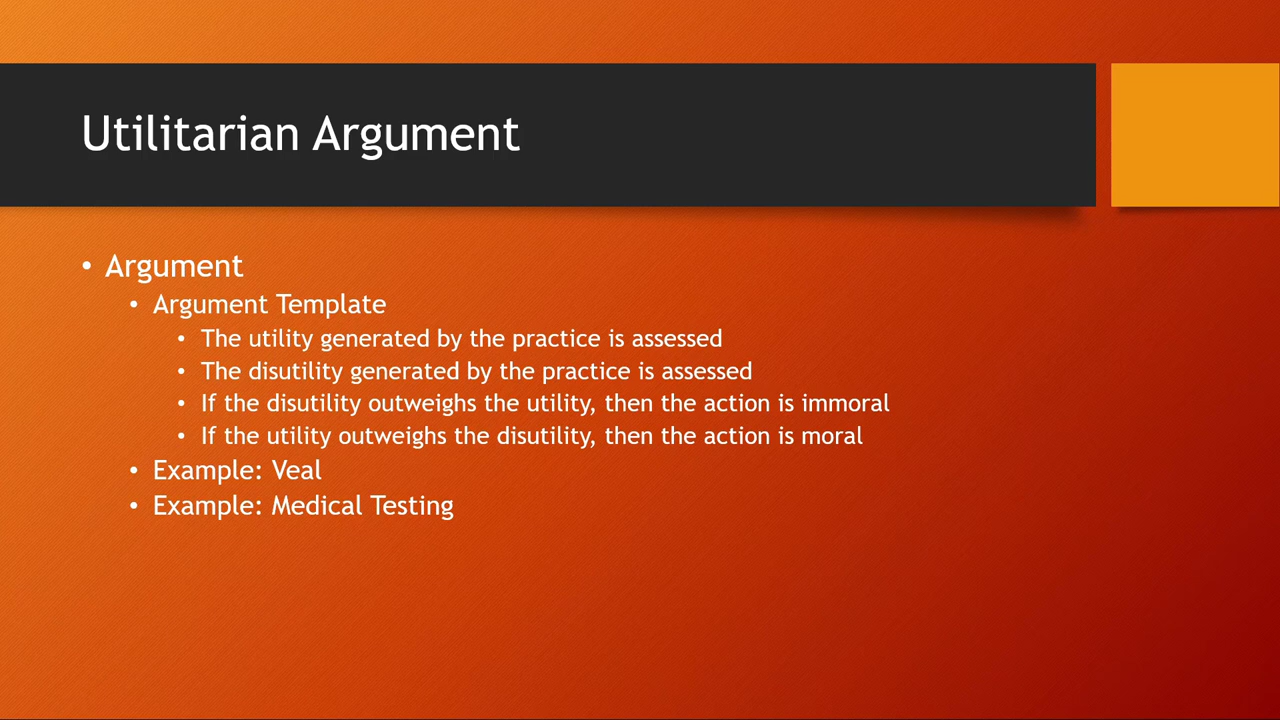 Utilitarian Argument
• Argument
• Argument Template
• The utility generated by the practice is assessed
• The disutility generated by the practice is assessed
• If the disutility outweighs the utility, then the action is immoral
• If the utility outweighs the disutility, then the action is moral
• Example: Veal
• Example: Medical Testing